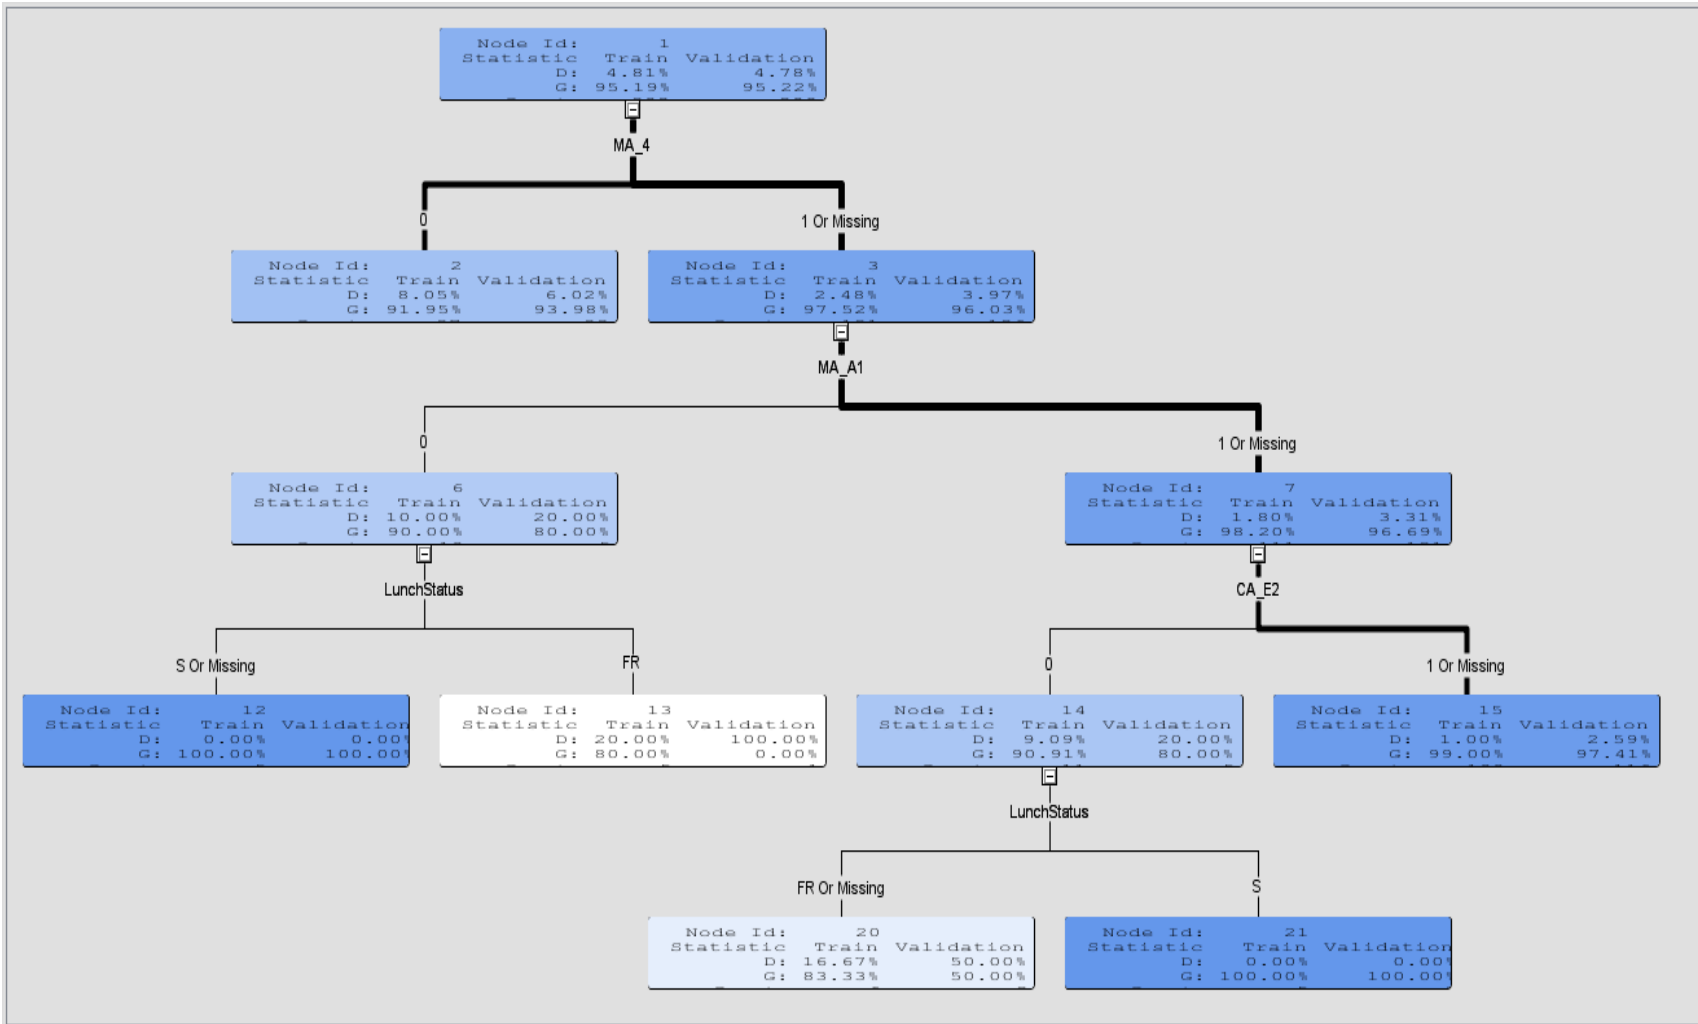 Node Id: 1
Statistic Train Validation
D: 4.81% 4.78%
G: 95.19% 95.22%
MA_4
0
1 Or Missing
Node Id: 2
Statistic Train Validation
D: 8.05% 6.02%
G: 91.95% 93.98%
Node Id: 3
Statistic Train Validation
D: 2.48% 3.97%
G: 97.52% 96.03%
MA_A1
0
1 Or Missing
Node Id: 6
Statistic Train Validation
D: 10.00% 20.00%
G: 90.00% 80.00%
Node Id: 7
Statistic Train Validation
D: 1.80% 3.31%
G: 98.20% 96.69%
LunchStatus
CA_E2
S Or Missing
FR
0
1 Or Missing
Node Id: 12
Statistic Train Validation
D: 0.00% 0.00%
G: 100.00% 100.00%
Node Id: 13
Statistic Train Validation
D: 20.00% 100.00%
G: 80.00% 0.00%
Node Id: 14
Statistic Train Validation
D: 9.09% 20.00%
G: 90.91% 80.00%
Node Id: 15
Statistic Train Validation
D: 1.00% 2.59%
G: 99.00% 97.41%
LunchStatus
FR Or Missing
S
Node Id: 20
Statistic Train Validation
D: 16.67% 50.00%
G: 83.33% 50.00%
Node Id: 21
Statistic Train Validation
D: 0.00% 0.00%
G: 100.00% 100.00%